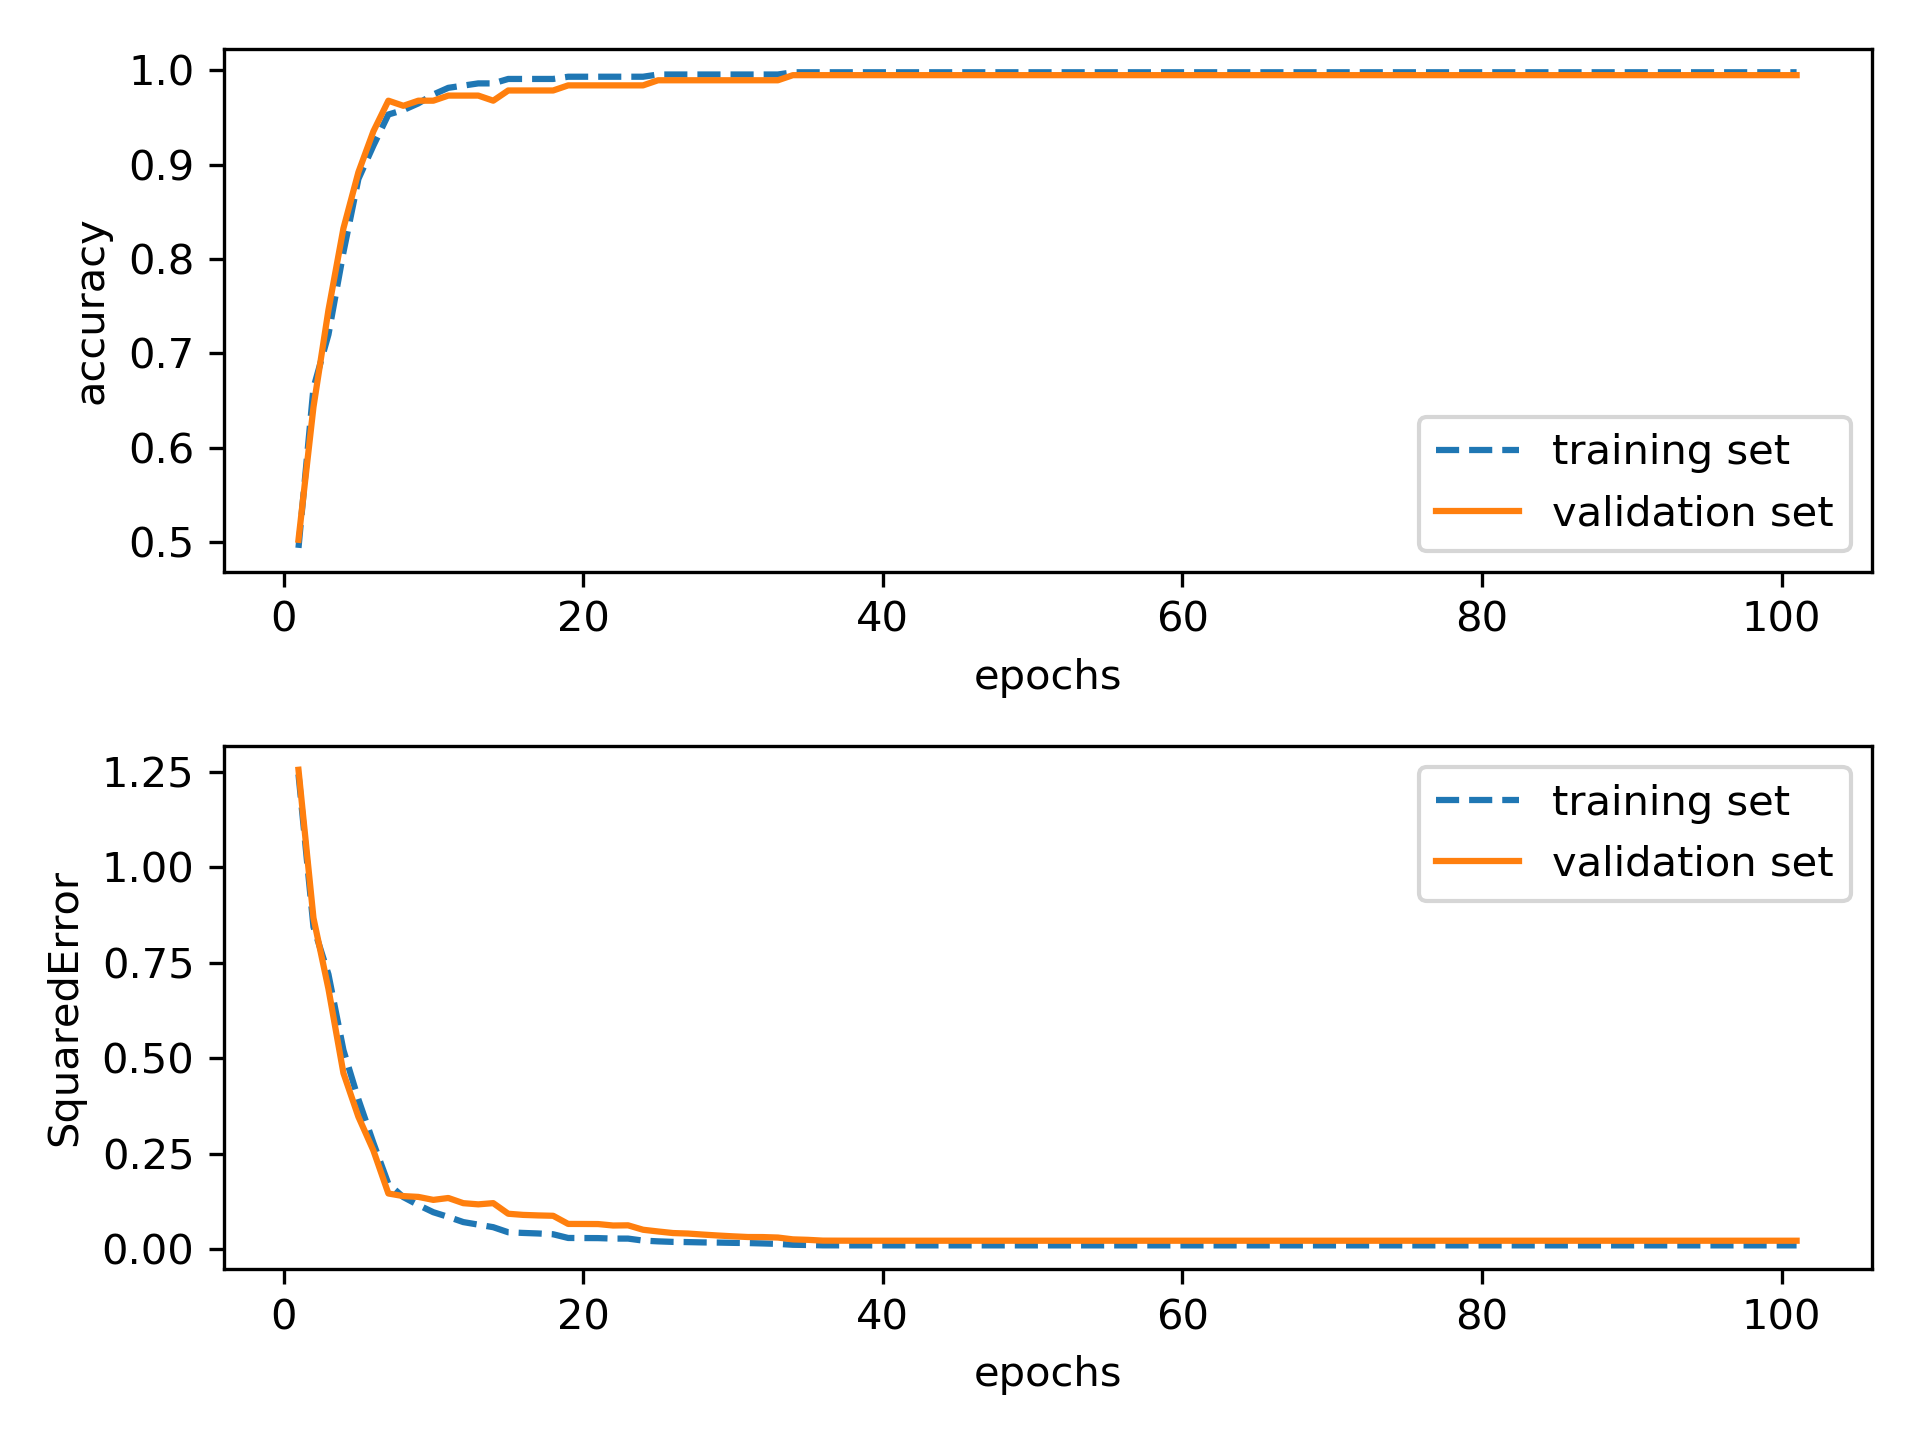 1.0
0.9
0.8
0.7
0.6
0.5
accuracy
training set
validation set
0 20 40 60 80 100
epochs
1.25
1.00
0.75
0.50
0.25
0.00
SquaredError
training set
validation set
0 20 40 60 80 100
epochs